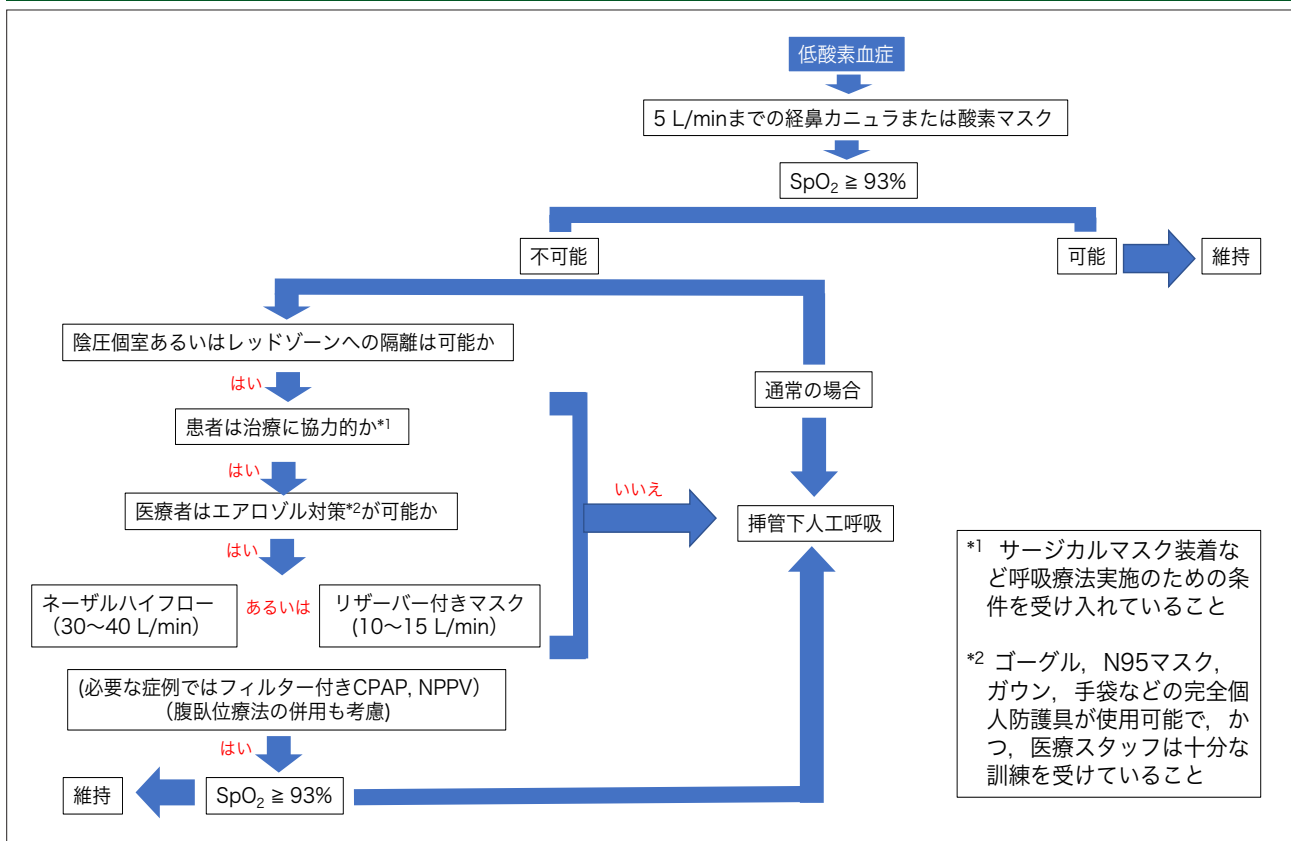 低酸素血症
5 L/minまでの経鼻カニュラまたは酸素マスク
SpO₂ ≧ 93%
不可能
可能
維持
陰圧個室あるいはレッドゾーンへの隔離は可能か
はい
通常の場合
患者は治療に協力的か*1
はい
いいえ
医療者はエアロゾル対策*2が可能か
挿管下人工呼吸
はい
ネーザルハイフロー
（30〜40 L/min）
あるいは
リザーバー付きマスク
(10〜15 L/min）
(必要な症例ではフィルター付きCPAP, NPPV）
（腹臥位療法の併用も考慮)
はい
維持
SpO₂ ≧ 93%
*1 サージカルマスク装着な
ど呼吸療法実施のための条
件を受け入れていること
*2 ゴーグル，N95マスク，
ガウン，手袋などの完全個
人防護具が使用可能で，か
つ，医療スタッフは十分な
訓練を受けていること